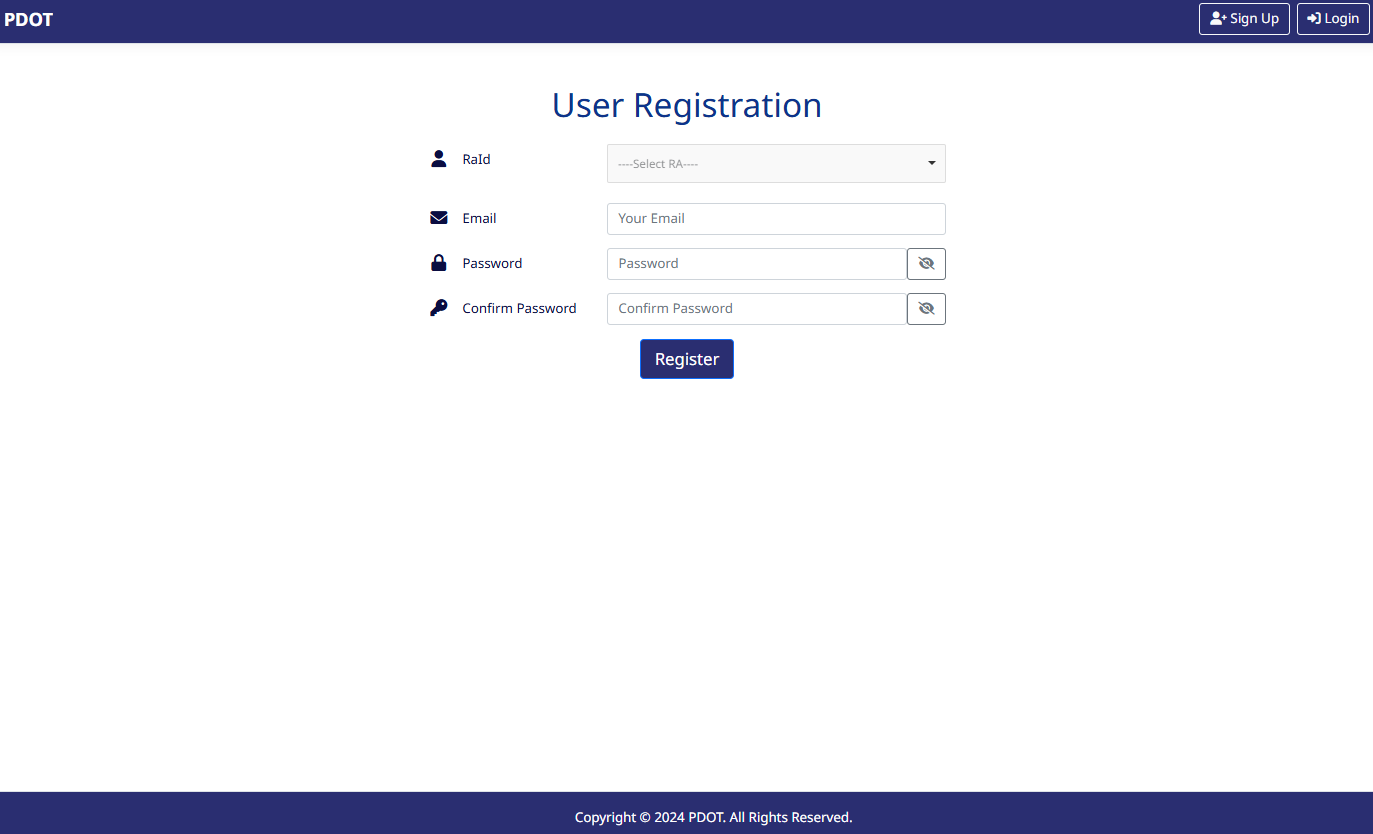 PDOT
Sign Up
Login
User Registration
RaId
----Select RA----
Email
Your Email
Password
Password
Confirm Password
Confirm Password
Register
Copyright © 2024 PDOT. All Rights Reserved.